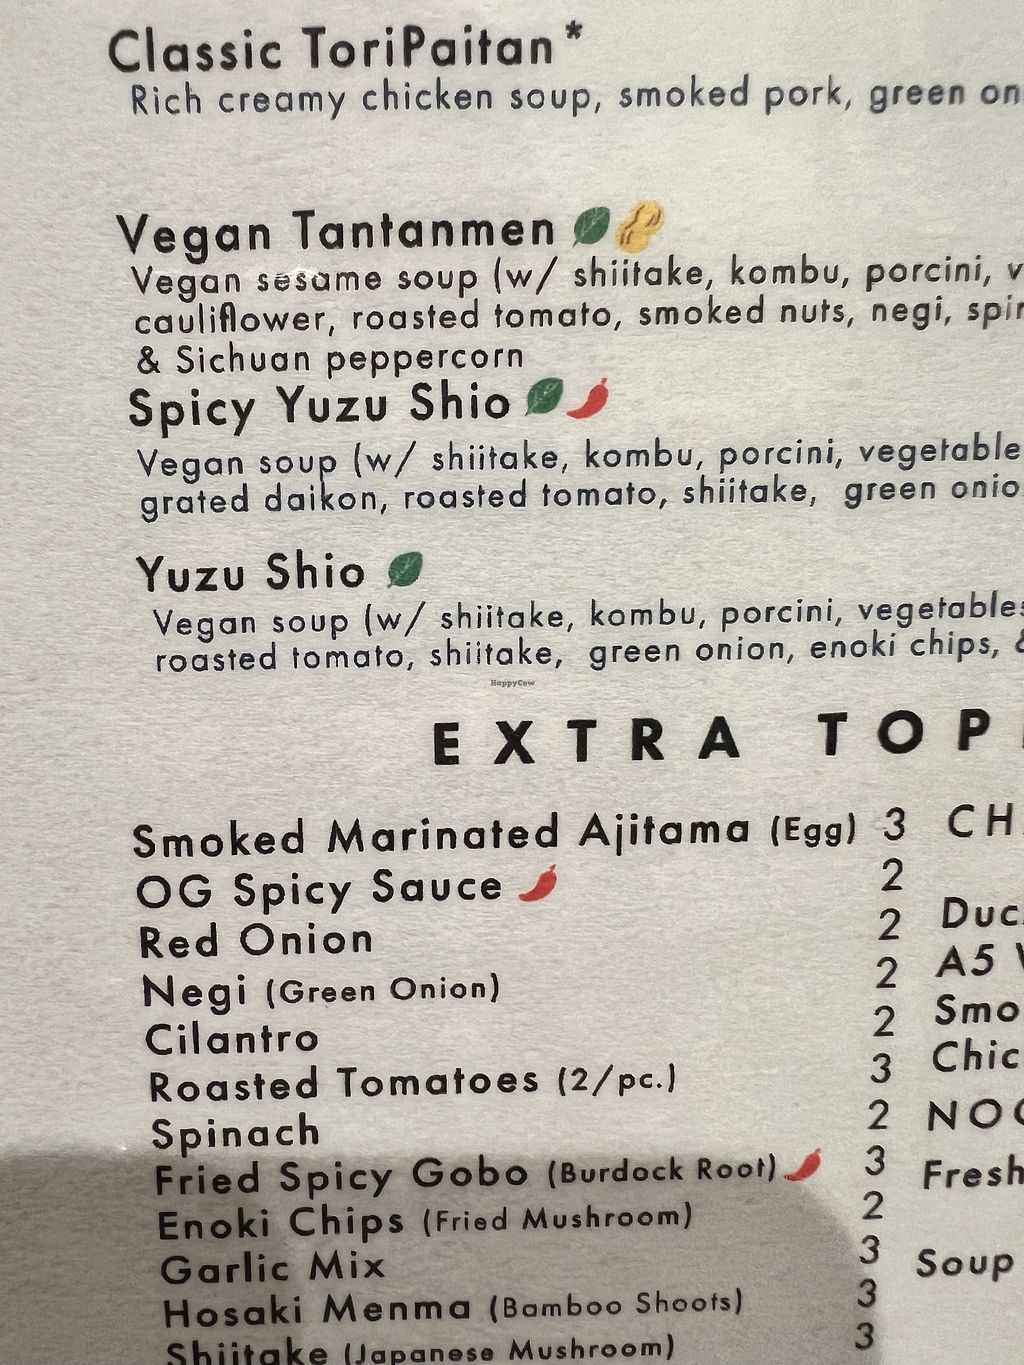 Classic ToriPaitan*
Rich creamy chicken soup, smoked pork, green on
Vegan Tantanmen
Vegan sesame soup (w/ shiitake, kombu, porcini, v
cauliflower, roasted tomato, smoked nuts, negi, spin
& Sichuan peppercorn
Spicy Yuzu Shio
Vegan soup (w/ shiitake, kombu, porcini, vegetable
grated daikon, roasted tomato, shiitake, green onio
Yuzu Shio
Vegan soup (w/ shiitake, kombu, porcini, vegetables
roasted tomato, shiitake, green onion, enoki chips, &
HappyCow
EXTRA TOP
Smoked Marinated Ajitama (Egg) 3
OG Spicy Sauce 2
Red Onion 2
Negi (Green Onion) 2
Cilantro 2
Roasted Tomatoes (2/pc.) 3
Spinach 2
Fried Spicy Gobo (Burdock Root) 3
Enoki Chips (Fried Mushroom) 2
Garlic Mix 3
Hosaki Menma (Bamboo Shoots) 3
Shiitake (Japanese Mushroom) 3
CH
Duc
A5
Smo
Chic
NOO
Fresh
Soup